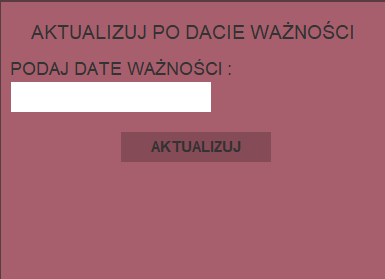 AKTUALIZUJ PO DACIE WAŻNOŚCI
PODAJ DATE WAŻNOŚCI :
AKTUALIZUJ